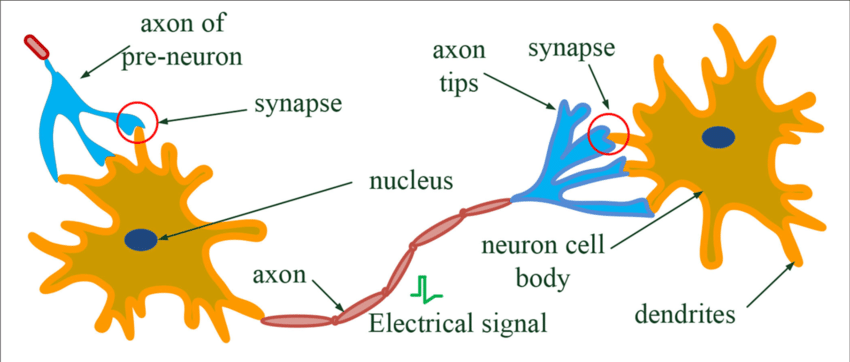 axon of
pre-neuron
synapse
nucleus
axon
Electrical signal
axon
tips
synapse
neuron cell
body
dendrites